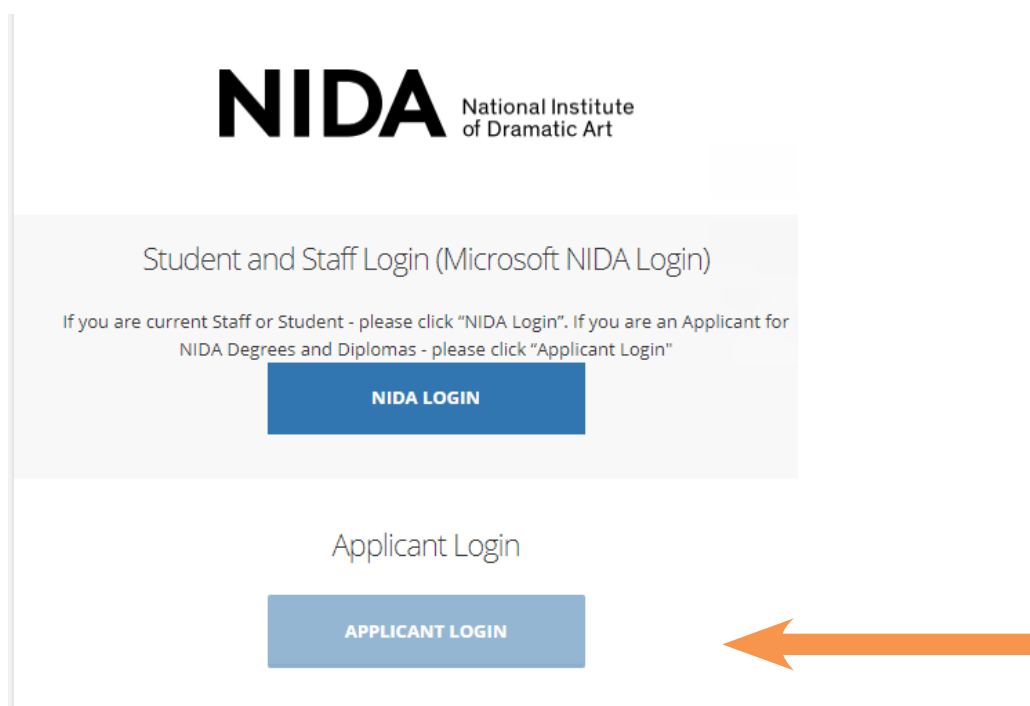 NIDA National Institute
of Dramatic Art
Student and Staff Login (Microsoft NIDA Login)
If you are current Staff or Student - please click “NIDA Login”. If you are an Applicant for
NIDA Degrees and Diplomas - please click “Applicant Login"
NIDA LOGIN
Applicant Login
APPLICANT LOGIN